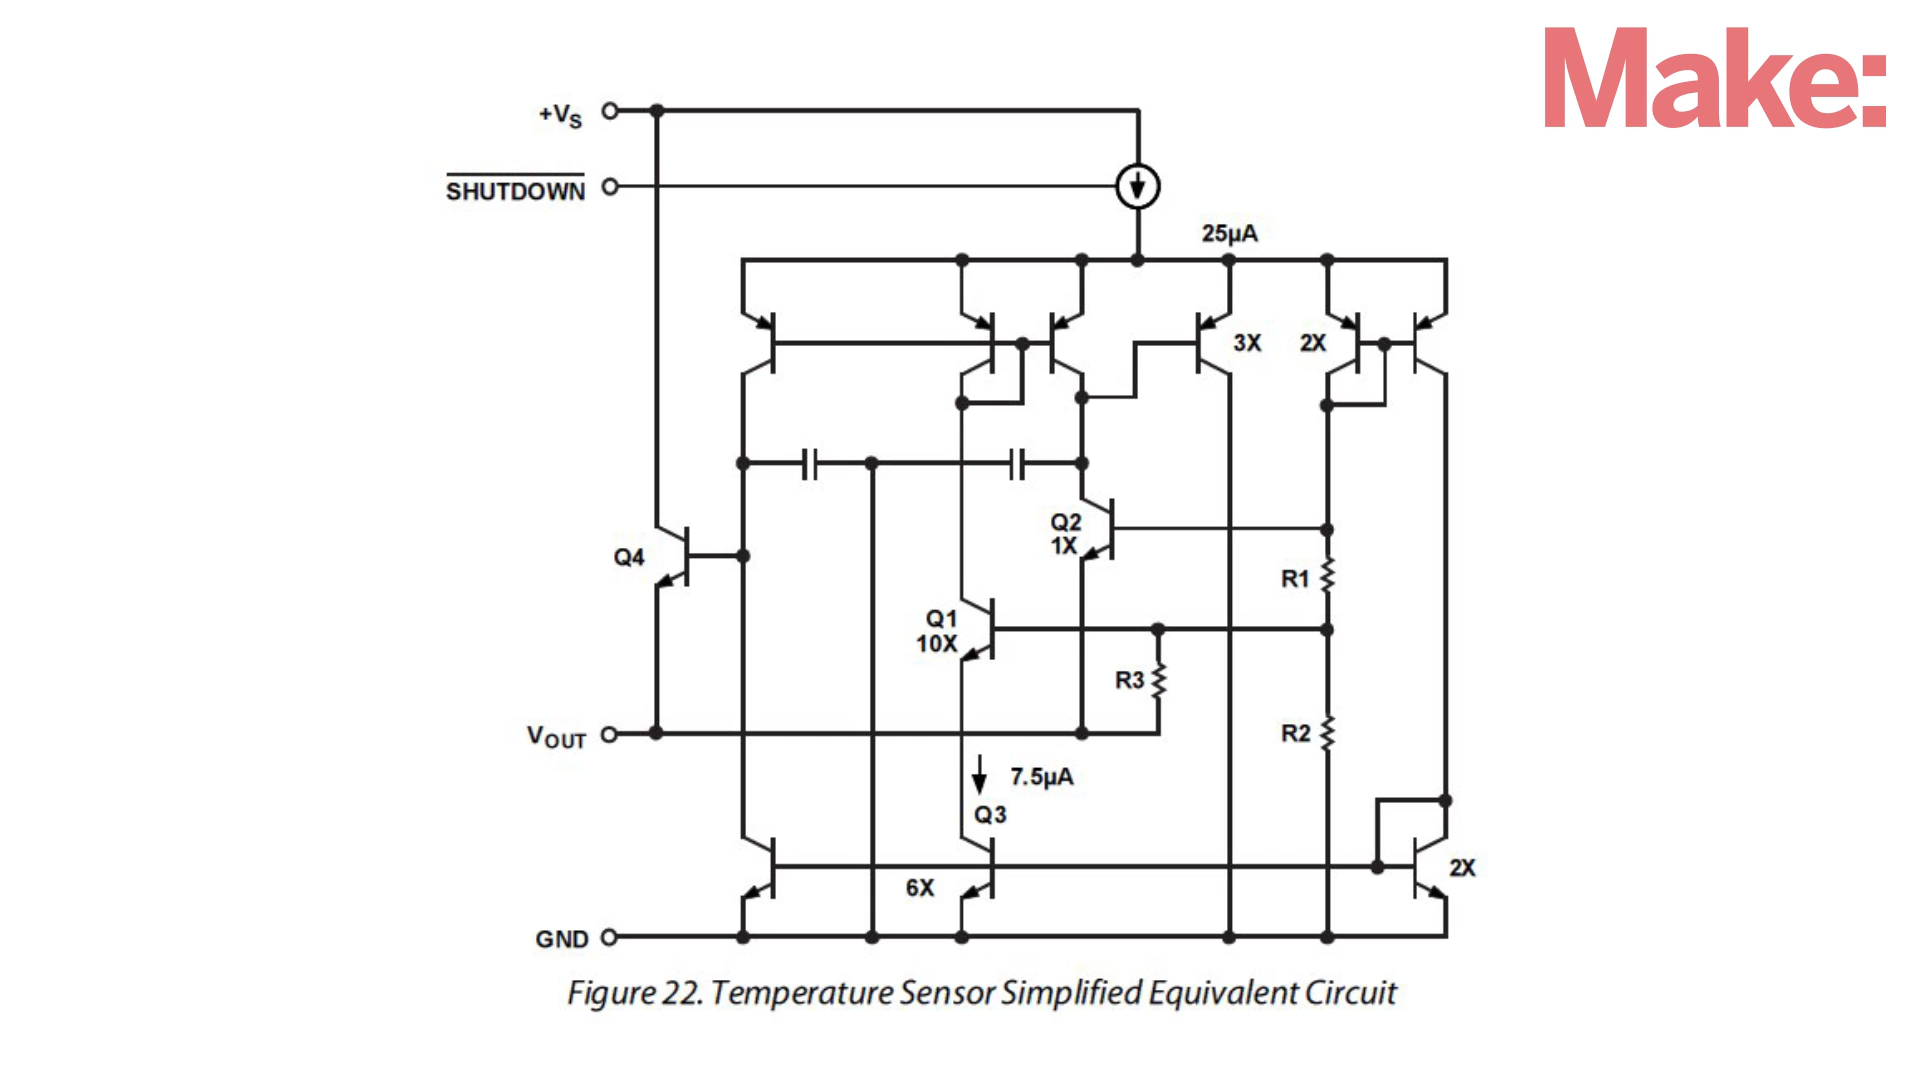 Make:
+VS
SHUTDOWN
25µA
3X
2X
Q2
1X
Q4
R1
Q1
10X
R3
VOUT
R2
7.5µA
Q3
6X
2X
GND
Figure 22. Temperature Sensor Simplified Equivalent Circuit